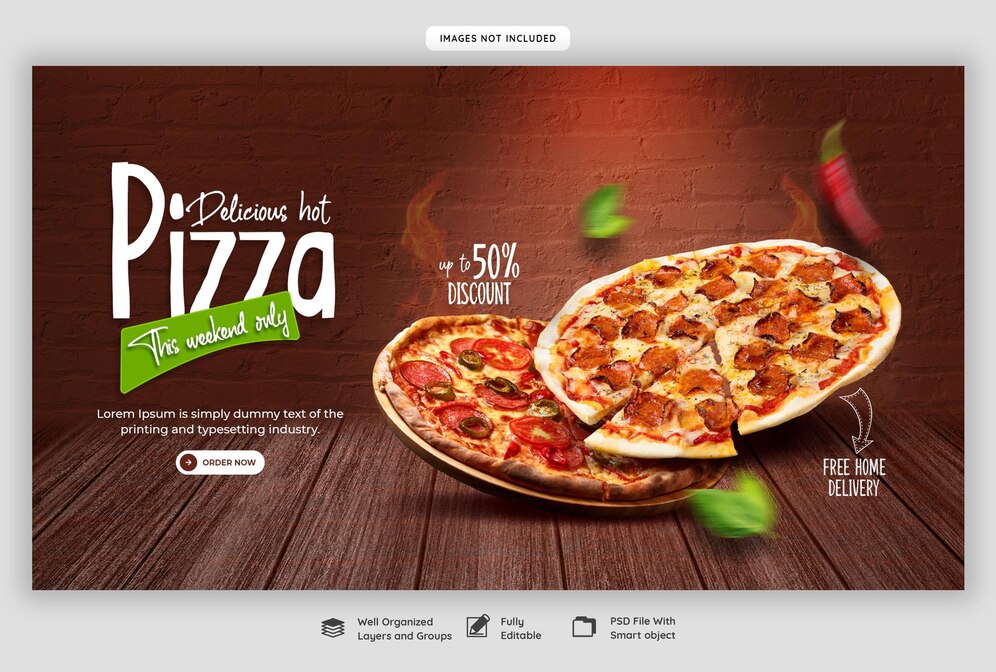 IMAGES NOT INCLUDED
Delicious hot
Pizza
This weekend only
Lorem Ipsum is simply dummy text of the
printing and typesetting industry.
ORDER NOW
up to 50%
DISCOUNT
FREE HOME
DELIVERY
Well Organized
Layers and Groups
Fully
Editable
PSD File With
Smart object